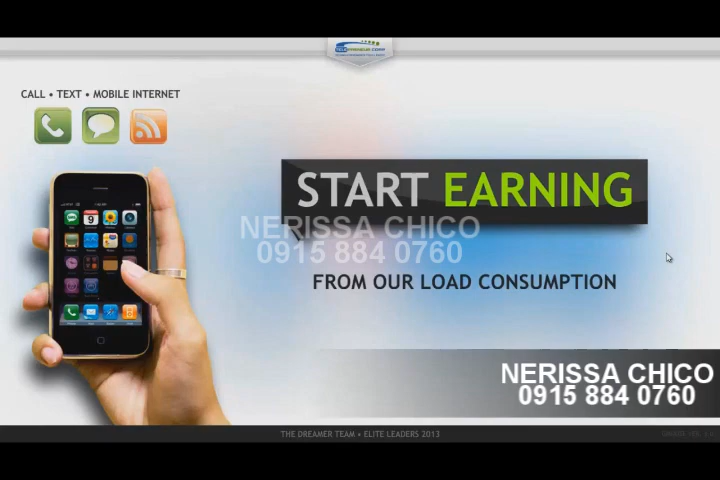 CALL • TEXT • MOBILE INTERNET
START EARNING
NERISSA CHICO
0915 884 0760
FROM OUR LOAD CONSUMPTION
NERISSA CHICO
0915 884 0760
THE DREAMER TEAM • ELITE LEADERS 2013